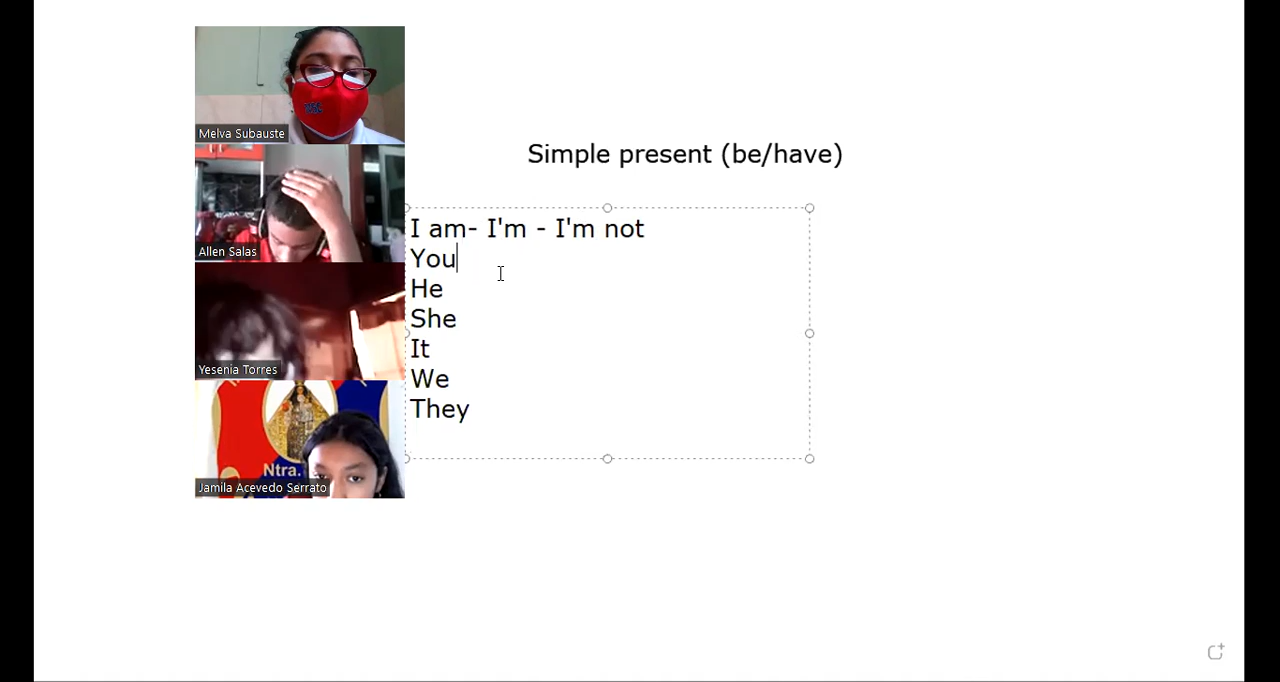 Melva Subauste
Allen Salas
Yesenia Torres
Ntra.
Jamila Acevedo Serrato
Simple present (be/have)
I am- I'm - I'm not
You
He
She
It
We
They